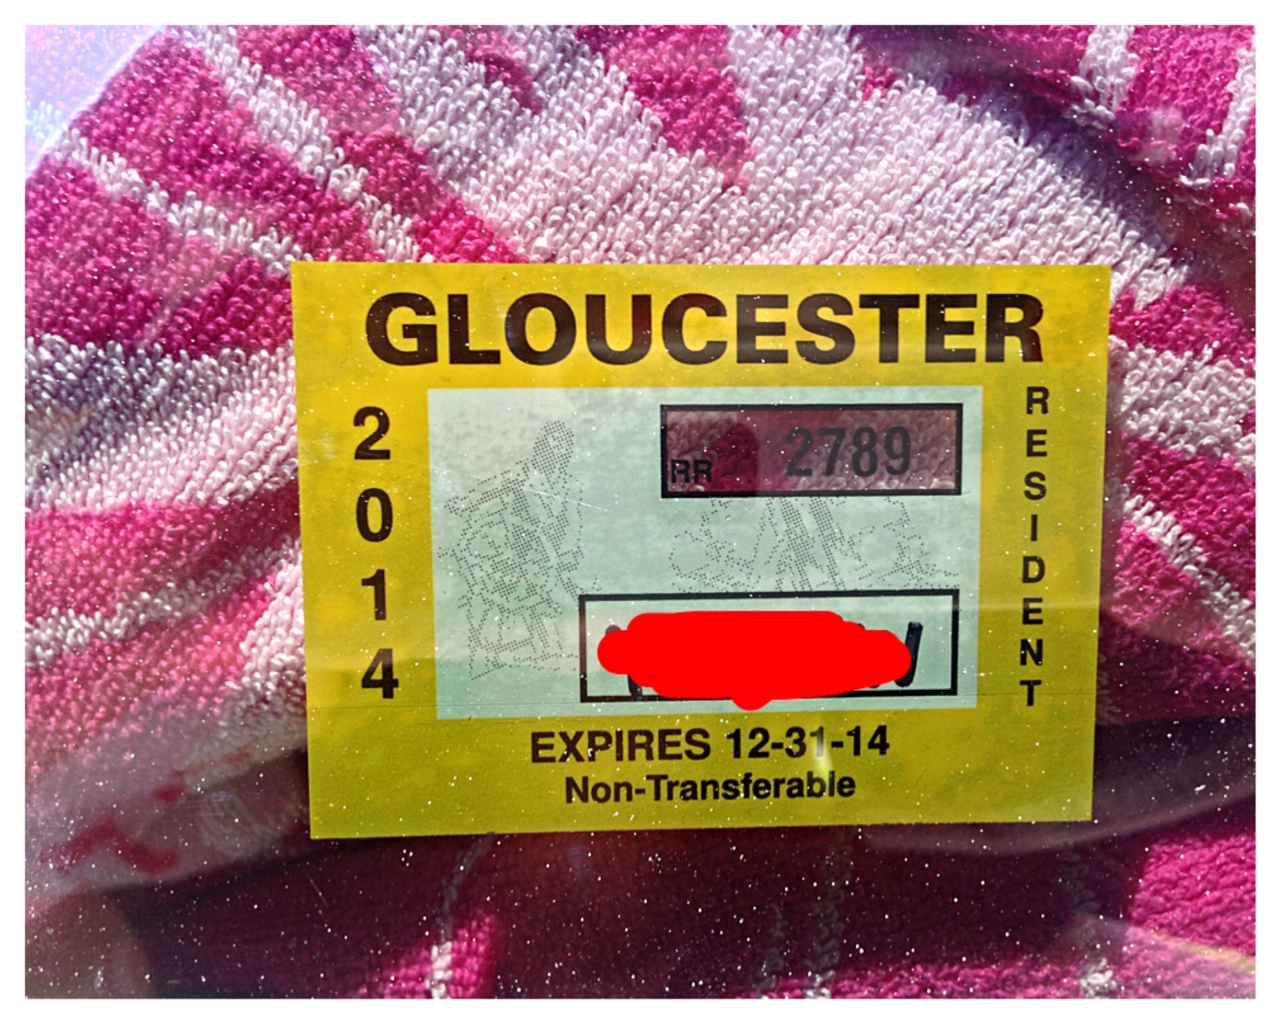 GLOUCESTER
2014
RR 2789
RESIDENT
EXPIRES 12-31-14
Non-Transferable